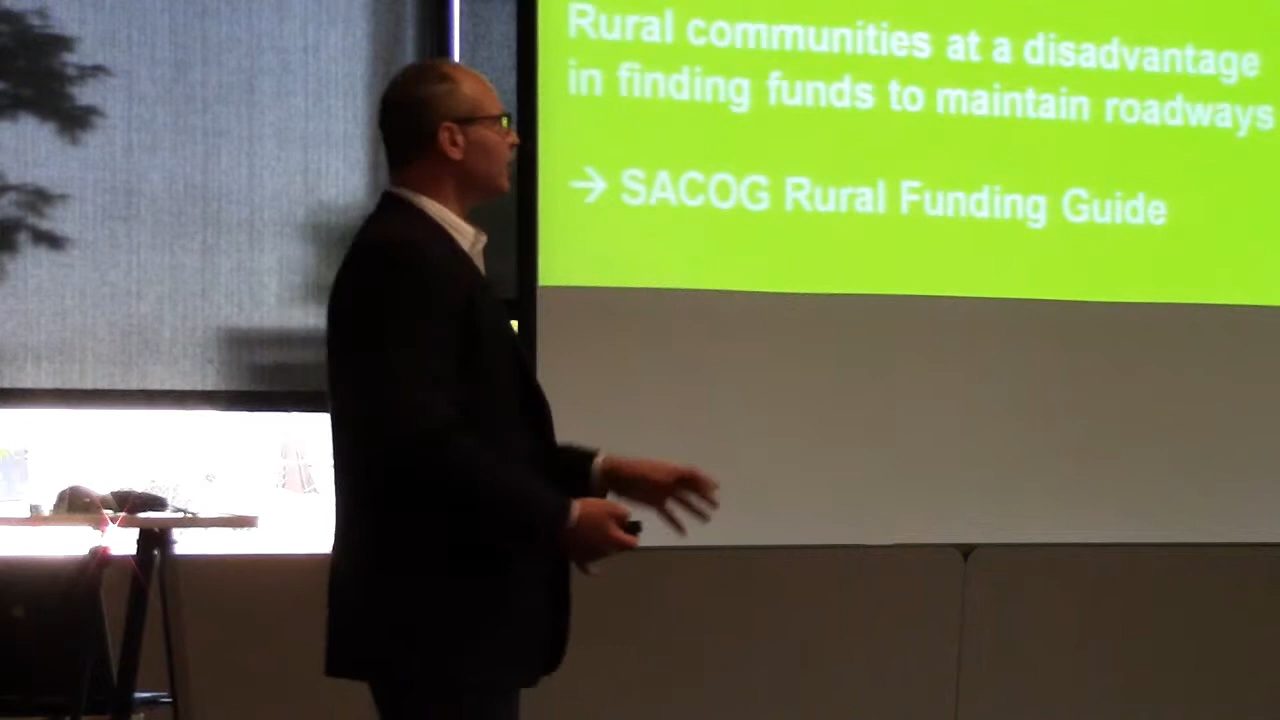 Rural communities at a disadvantage
in finding funds to maintain roadways
→ SACOG Rural Funding Guide